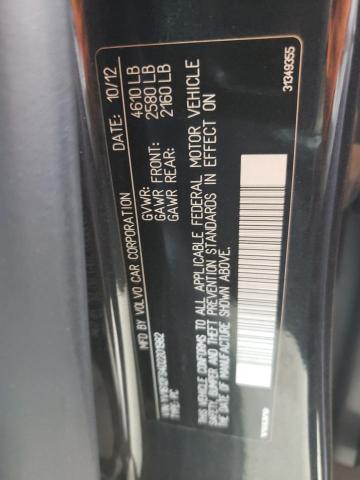 MFD BY VOLVO CAR CORPORATION
DATE: 10/12
GVWR: 4610 LB
GAWR FRONT: 2580 LB
GAWR REAR: 2160 LB
TYPE: PC
THIS VEHICLE CONFORMS TO ALL APPLICABLE FEDERAL MOTOR VEHICLE
SAFETY, BUMPER AND THEFT PREVENTION STANDARDS IN EFFECT ON
THE DATE OF MANUFACTURE SHOWN ABOVE.
VOLVO
31349355